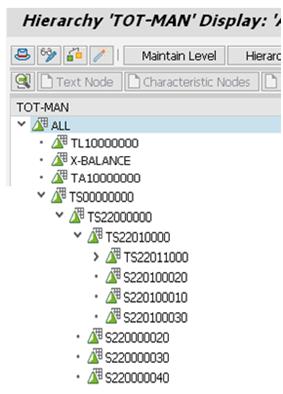 Hierarchy 'TOT-MAN' Display: 'A
Maintain Level Hierarc
Text Node Characteristic Nodes
TOT-MAN
ALL
TL10000000
X-BALANCE
TA10000000
TS00000000
TS22000000
TS22010000
TS22011000
S220100020
S220100010
S220100030
S220000020
S220000030
S220000040